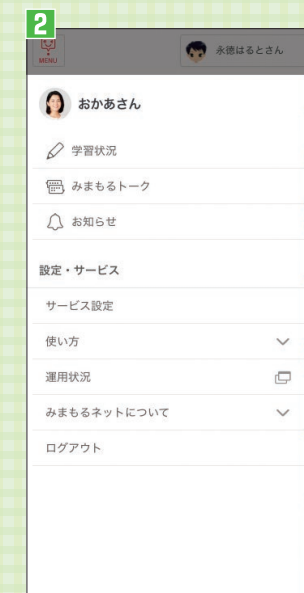 2
MENU
永徳はるとさん
おかあさん
学習状況
みまもるトーク
お知らせ
設定・サービス
サービス設定
使い方
運用状況
みまもるネットについて
ログアウト